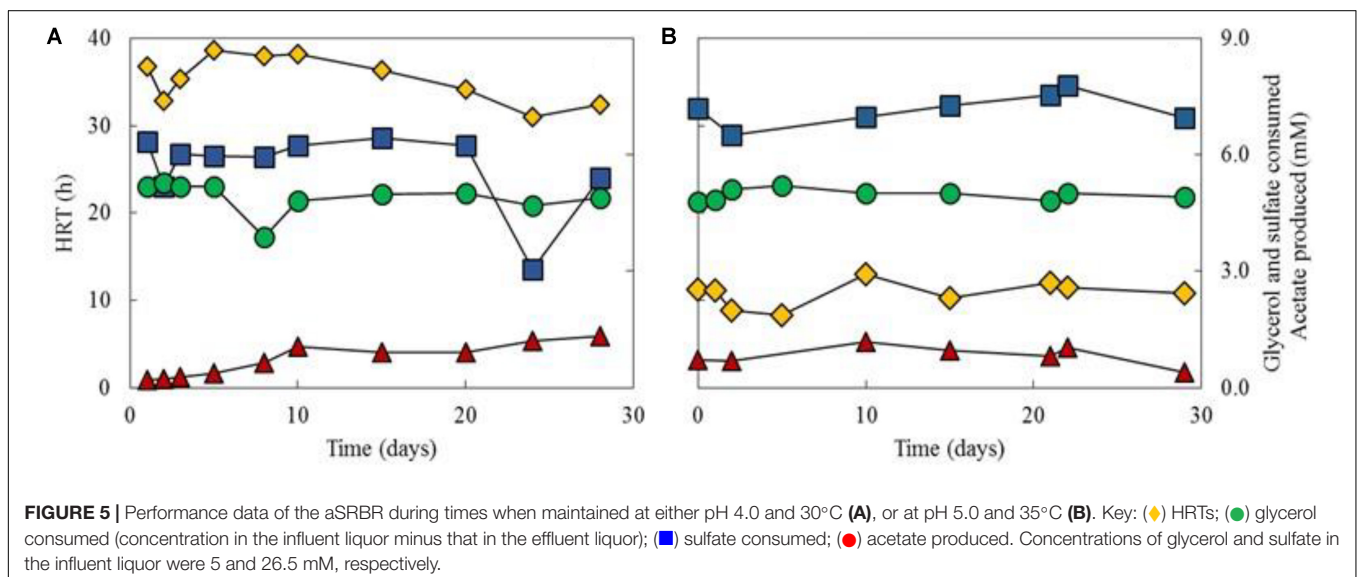 A
B
40
30
20
10
0
HRT (h)
0
10
20
30
Time (days)
0
10
20
30
Time (days)
9.0
6.0
3.0
0.0
Glycerol and sulfate consumed
Acetate produced (mM)
FIGURE 5 | Performance data of the aSRBR during times when maintained at either pH 4.0 and 30°C (A), or at pH 5.0 and 35°C (B). Key: (♦) HRTs; (●) glycerol
consumed (concentration in the influent liquor minus that in the effluent liquor); (■) sulfate consumed; (●) acetate produced. Concentrations of glycerol and sulfate in
the influent liquor were 5 and 26.5 mM, respectively.